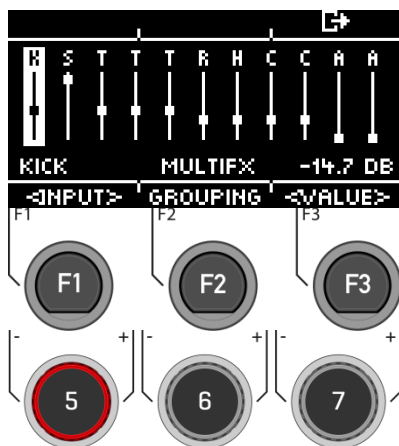 K S T T T R H C C A A
KICK MULTIFX -14.7 DB
<INPUT> GROUPING <VALUE>
F1 F2 F3
F1 F2 F3
- + - + - +
5 6 7